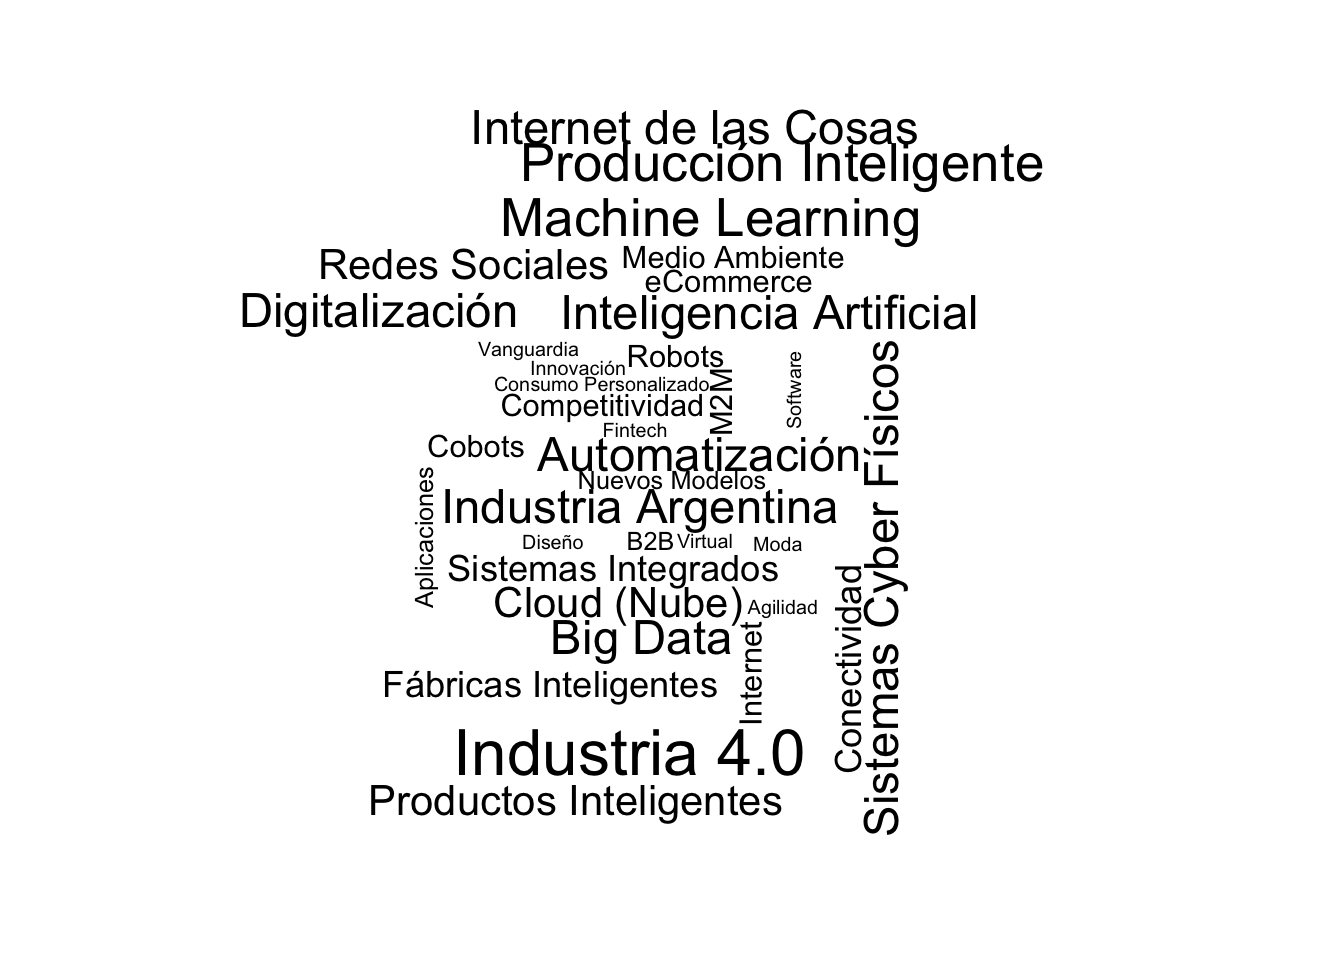 Internet de las Cosas
Producción Inteligente
Machine Learning
Redes Sociales
Medio Ambiente
eCommerce
Digitalización
Inteligencia Artificial
Vanguardia
Robots
Innovación
Consumo Personalizado
M2M
Software
Competitividad
Fintech
Cobots
Automatización
Nuevos Modelos
Industria Argentina
Aplicaciones
Diseño
B2B
Virtual
Moda
Sistemas Integrados
Cloud (Nube)
Agilidad
Big Data
Internet
Conectividad
Sistemas Cyber Físicos
Fábricas Inteligentes
Industria 4.0
Productos Inteligentes